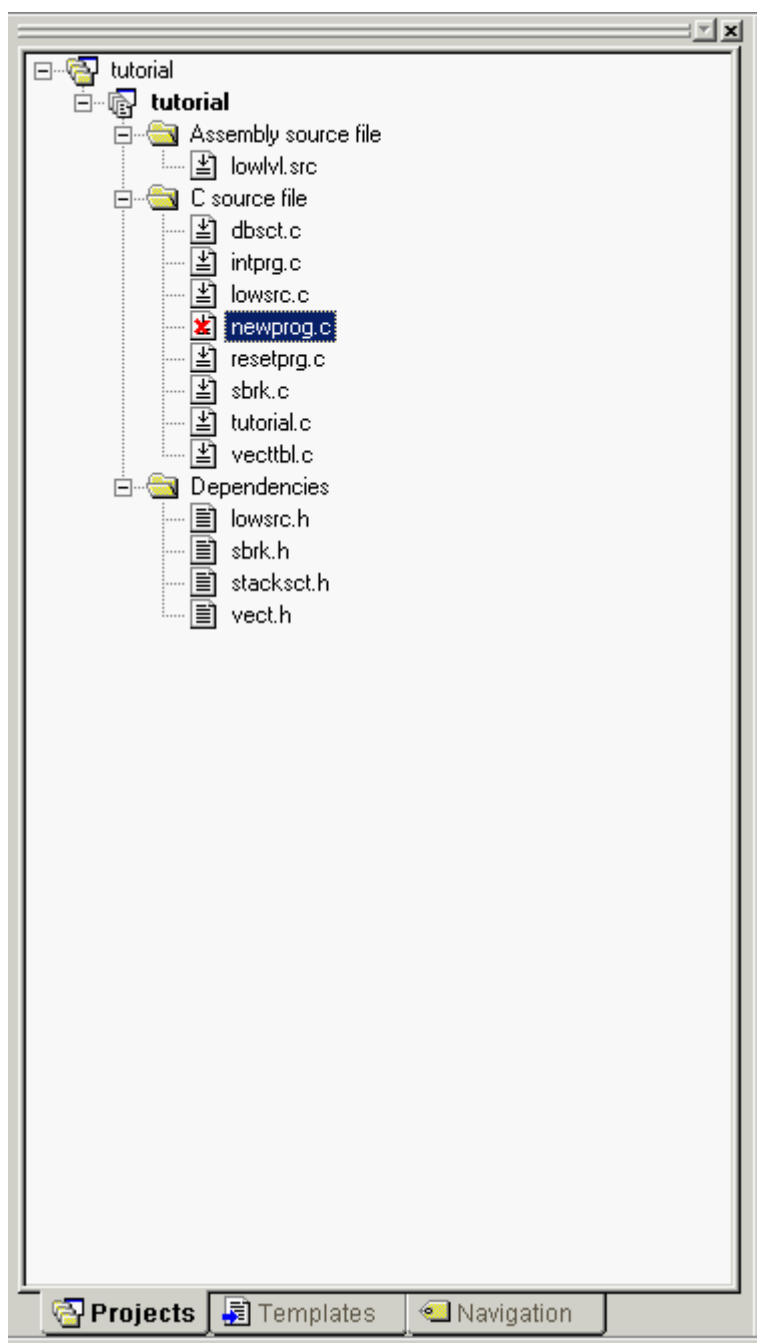 tutorial
tutorial
Assembly source file
lowlvl.src
C source file
dbsct.c
intprg.c
lowsrc.c
newprog.c
resetprg.c
sbrk.c
tutorial.c
vecttbl.c
Dependencies
lowsrc.h
sbrk.h
stacksct.h
vect.h
Projects Templates Navigation